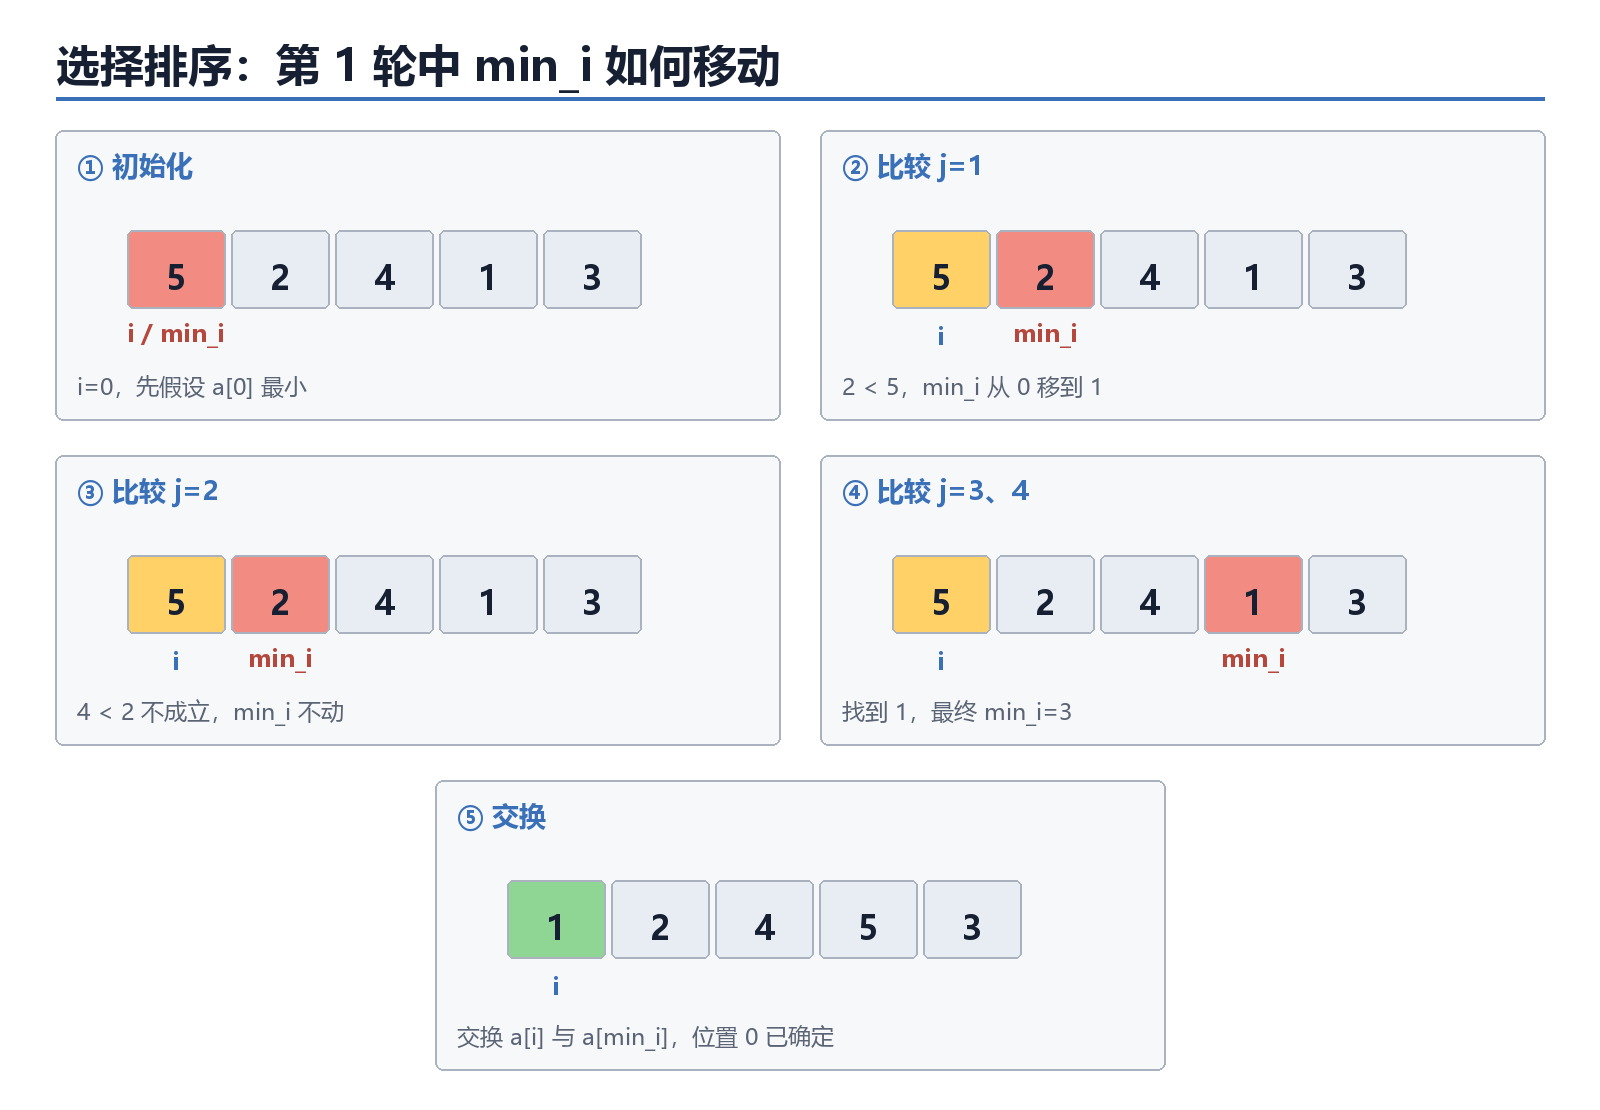 选择排序：第 1 轮中 min_i 如何移动
① 初始化
5 2 4 1 3
i / min_i
i=0，先假设 a[0] 最小
② 比较 j=1
5 2 4 1 3
i min_i
2 < 5，min_i 从 0 移到 1
③ 比较 j=2
5 2 4 1 3
i min_i
4 < 2 不成立，min_i 不动
④ 比较 j=3、4
5 2 4 1 3
i min_i
找到 1，最终 min_i=3
⑤ 交换
1 2 4 5 3
i
交换 a[i] 与 a[min_i]，位置 0 已确定